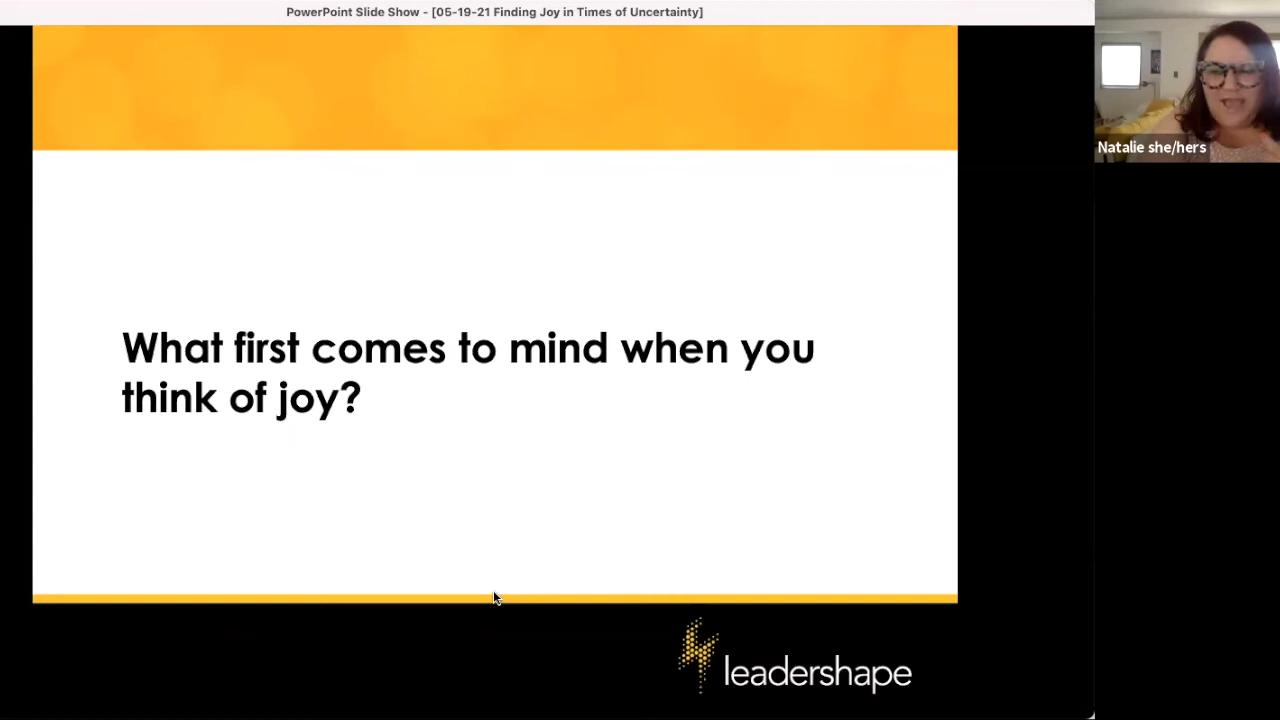 PowerPoint Slide Show - [05-19-21 Finding Joy in Times of Uncertainty]
Natalie she/hers
What first comes to mind when you
think of joy?
leadershape